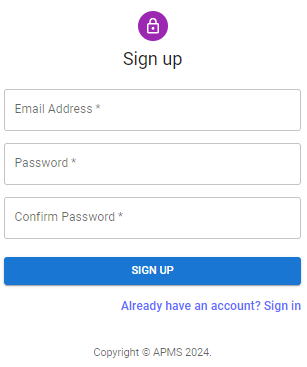 Sign up
Email Address *
Password *
Confirm Password *
SIGN UP
Already have an account? Sign in
Copyright © APMS 2024.